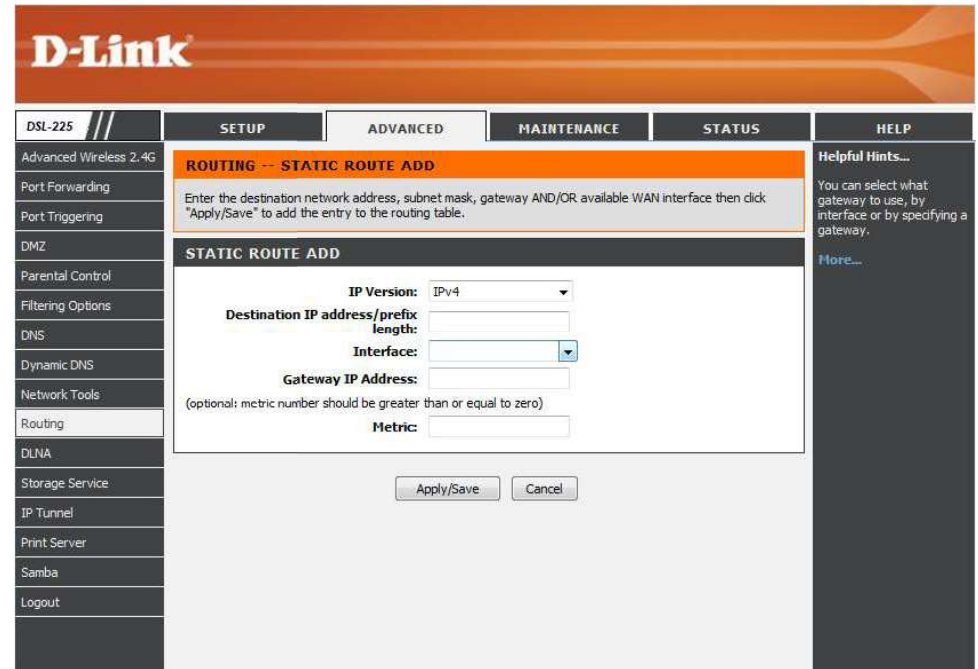 D-Link
DSL-225
SETUP
ADVANCED
MAINTENANCE
STATUS
HELP
Advanced Wireless 2.4G
Port Forwarding
Port Triggering
DMZ
Parental Control
Filtering Options
DNS
Dynamic DNS
Network Tools
Routing
DLNA
Storage Service
IP Tunnel
Print Server
Samba
Logout
ROUTING -- STATIC ROUTE ADD
Enter the destination network address, subnet mask, gateway AND/OR available WAN interface then click
"Apply/Save" to add the entry to the routing table.
STATIC ROUTE ADD
IP Version: IPv4
Destination IP address/prefix
length:
Interface:
Gateway IP Address:
(optional: metric number should be greater than or equal to zero)
Metric:
Apply/Save
Cancel
Helpful Hints...
You can select what
gateway to use, by
interface or by specifying a
gateway.
More...